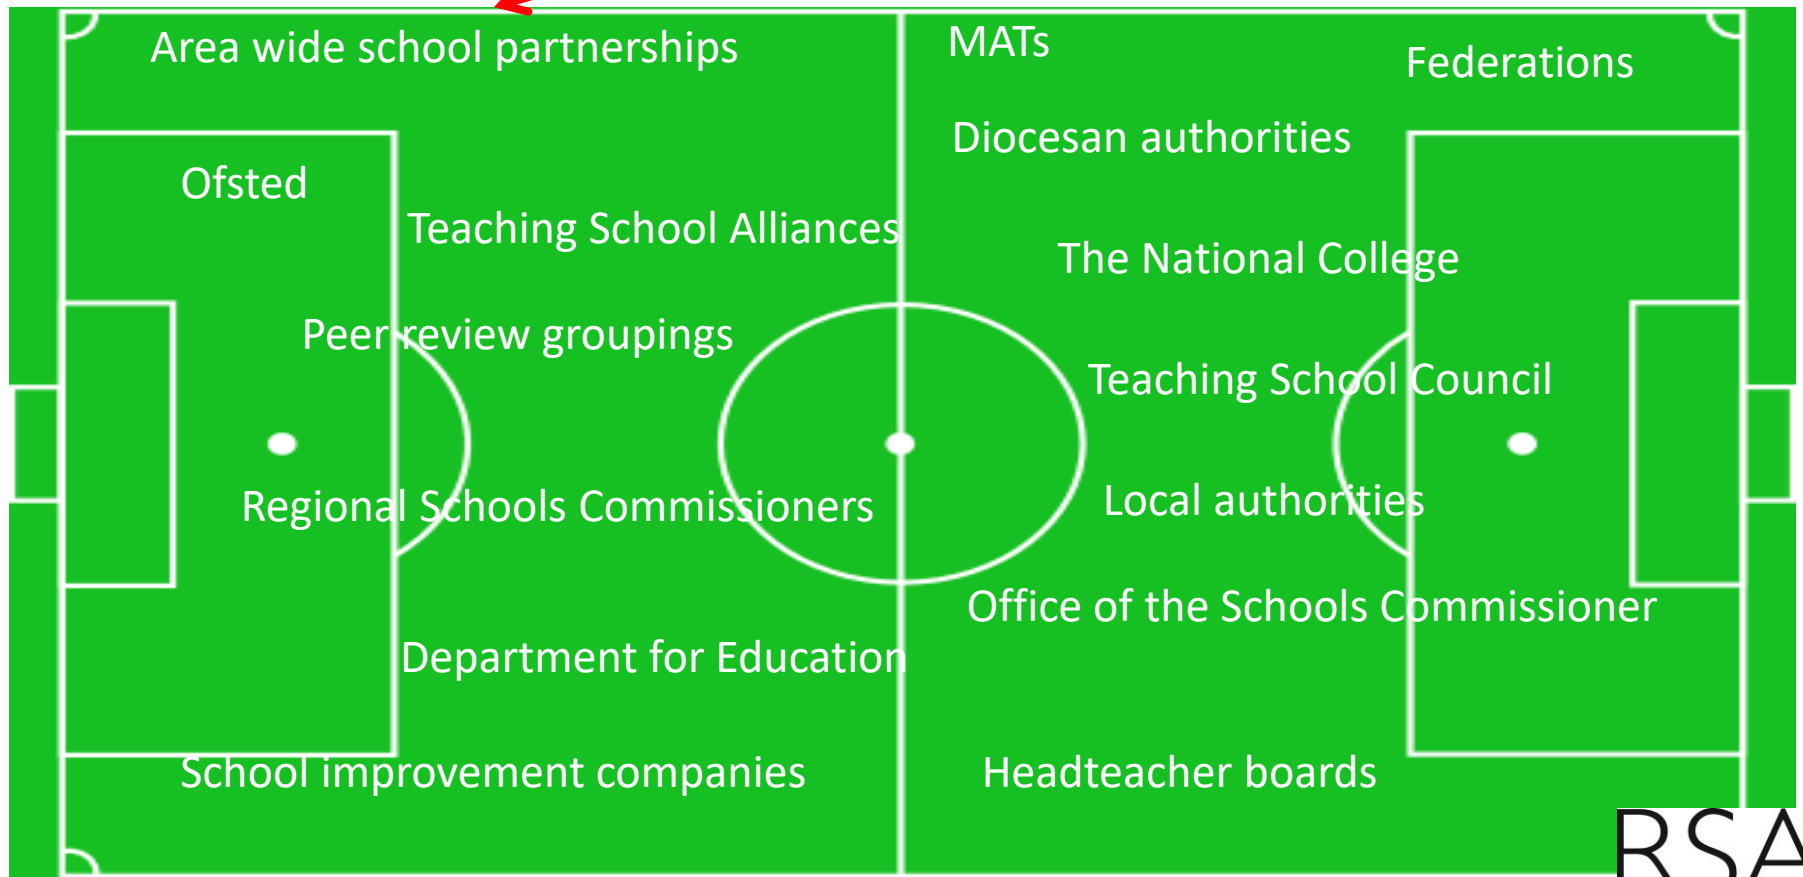 Area wide school partnerships
MATs
Federations
Diocesan authorities
Ofsted
Teaching School Alliances
The National College
Peer review groupings
Teaching School Council
Regional Schools Commissioners
Local authorities
Office of the Schools Commissioner
Department for Education
School improvement companies
Headteacher boards
RSA